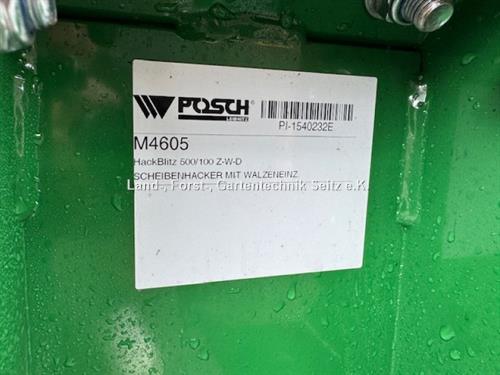 POSCH®
LEIBNITZ
PI-1540232E
M4605
HackBlitz 500/100 Z-W-D
SCHEIBENHACKER MIT WALZENEINZ
Land-, Forst-, Gartentechnik Seitz e.K.